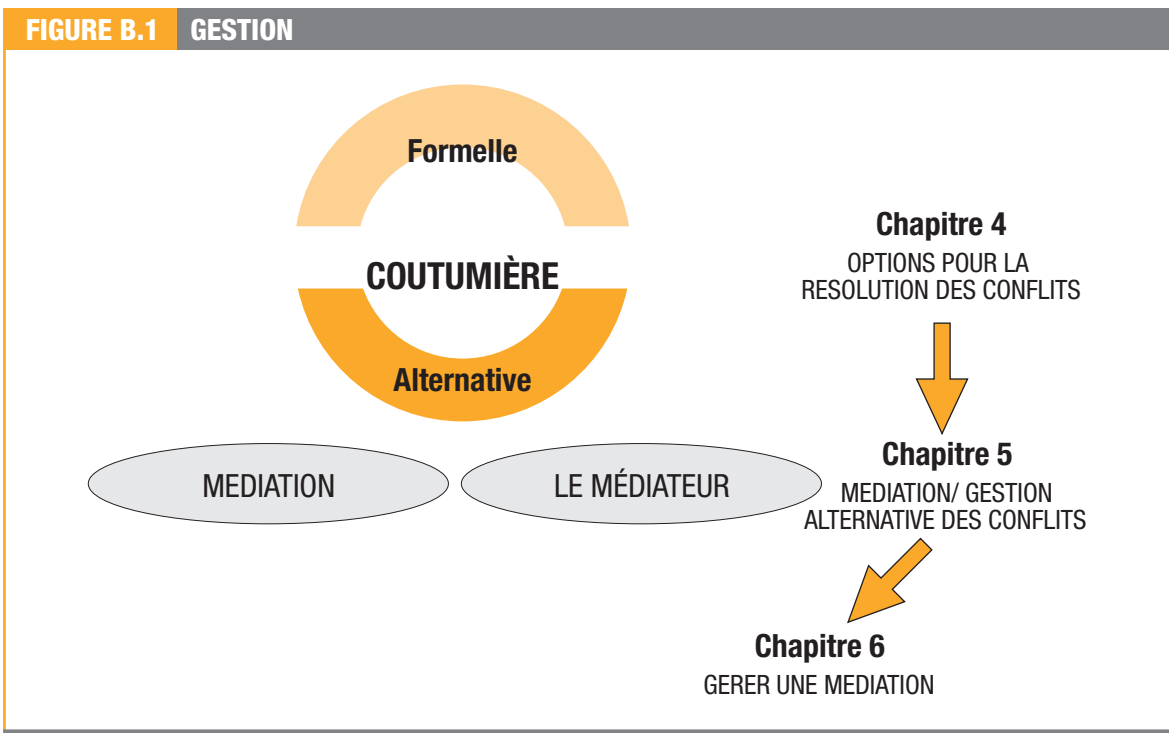 FIGURE B.1 GESTION
Formelle
COUTUMIÈRE
Alternative
MEDIATION
LE MÉDIATEUR
Chapitre 4
OPTIONS POUR LA
RESOLUTION DES CONFLITS
Chapitre 5
MEDIATION/ GESTION
ALTERNATIVE DES CONFLITS
Chapitre 6
GERER UNE MEDIATION